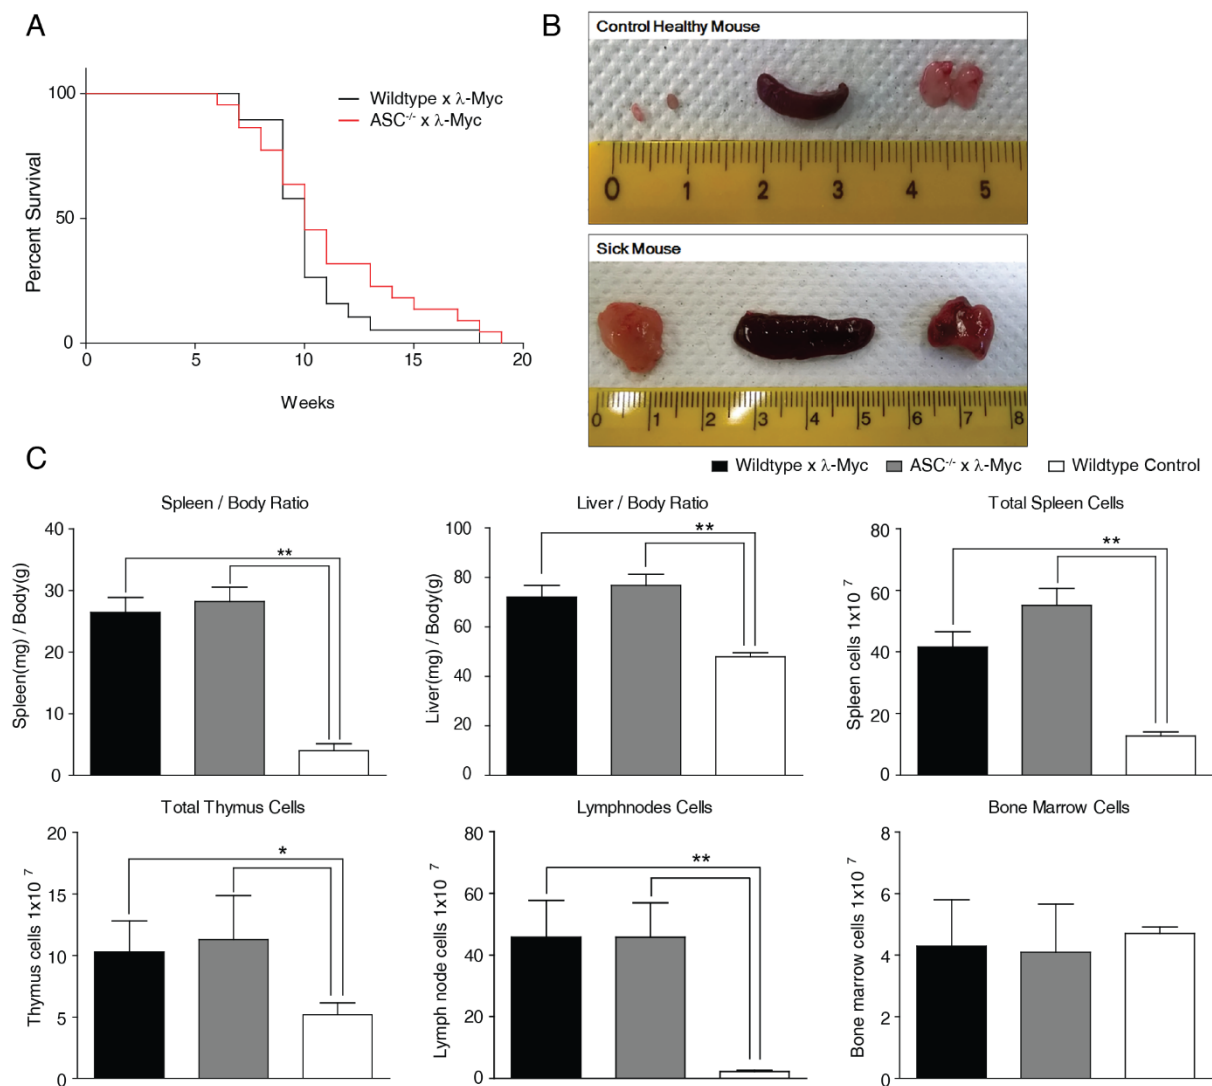 A
Percent Survival
100
50
0
0 5 10 15 20
Weeks
Wildtype x λ-Myc
ASC-/- x λ-Myc
B
Control Healthy Mouse
0 1 2 3 4 5
Sick Mouse
0 1 2 3 4 5 6 7 8
C
Wildtype x λ-Myc ASC-/- x λ-Myc Wildtype Control
Spleen / Body Ratio
Spleen(mg) / Body(g)
40
30
20
10
0
**
Liver / Body Ratio
Liver(mg) / Body(g)
100
80
60
40
20
0
**
Total Spleen Cells
Spleen cells 1x10 7
80
60
40
20
0
**
Total Thymus Cells
Thymus cells 1x10 7
20
15
10
5
0
*
Lymphnodes Cells
Lymph node cells 1x10 7
80
60
40
20
0
**
Bone Marrow Cells
Bone marrow cells 1x10 7
8
6
4
2
0